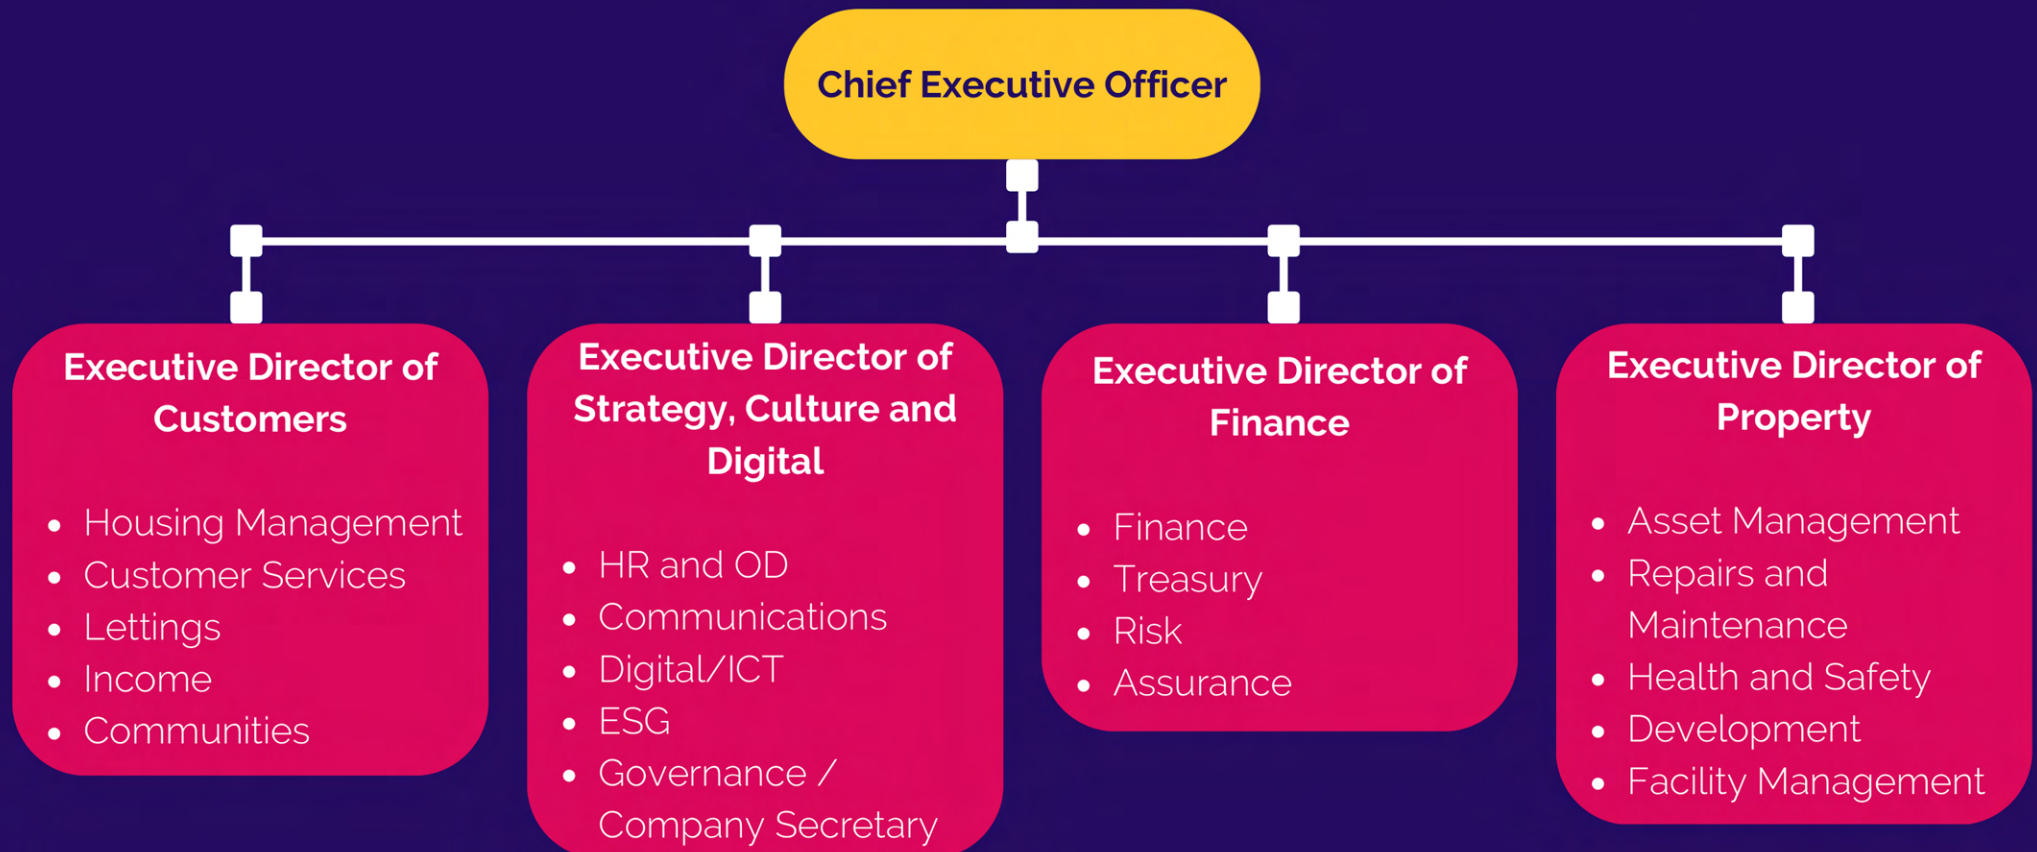 Chief Executive Officer
Executive Director of
Customers
• Housing Management
• Customer Services
• Lettings
• Income
• Communities
Executive Director of
Strategy, Culture and
Digital
• HR and OD
• Communications
• Digital/ICT
• ESG
• Governance /
Company Secretary
Executive Director of
Finance
• Finance
• Treasury
• Risk
• Assurance
Executive Director of
Property
• Asset Management
• Repairs and
Maintenance
• Health and Safety
• Development
• Facility Management